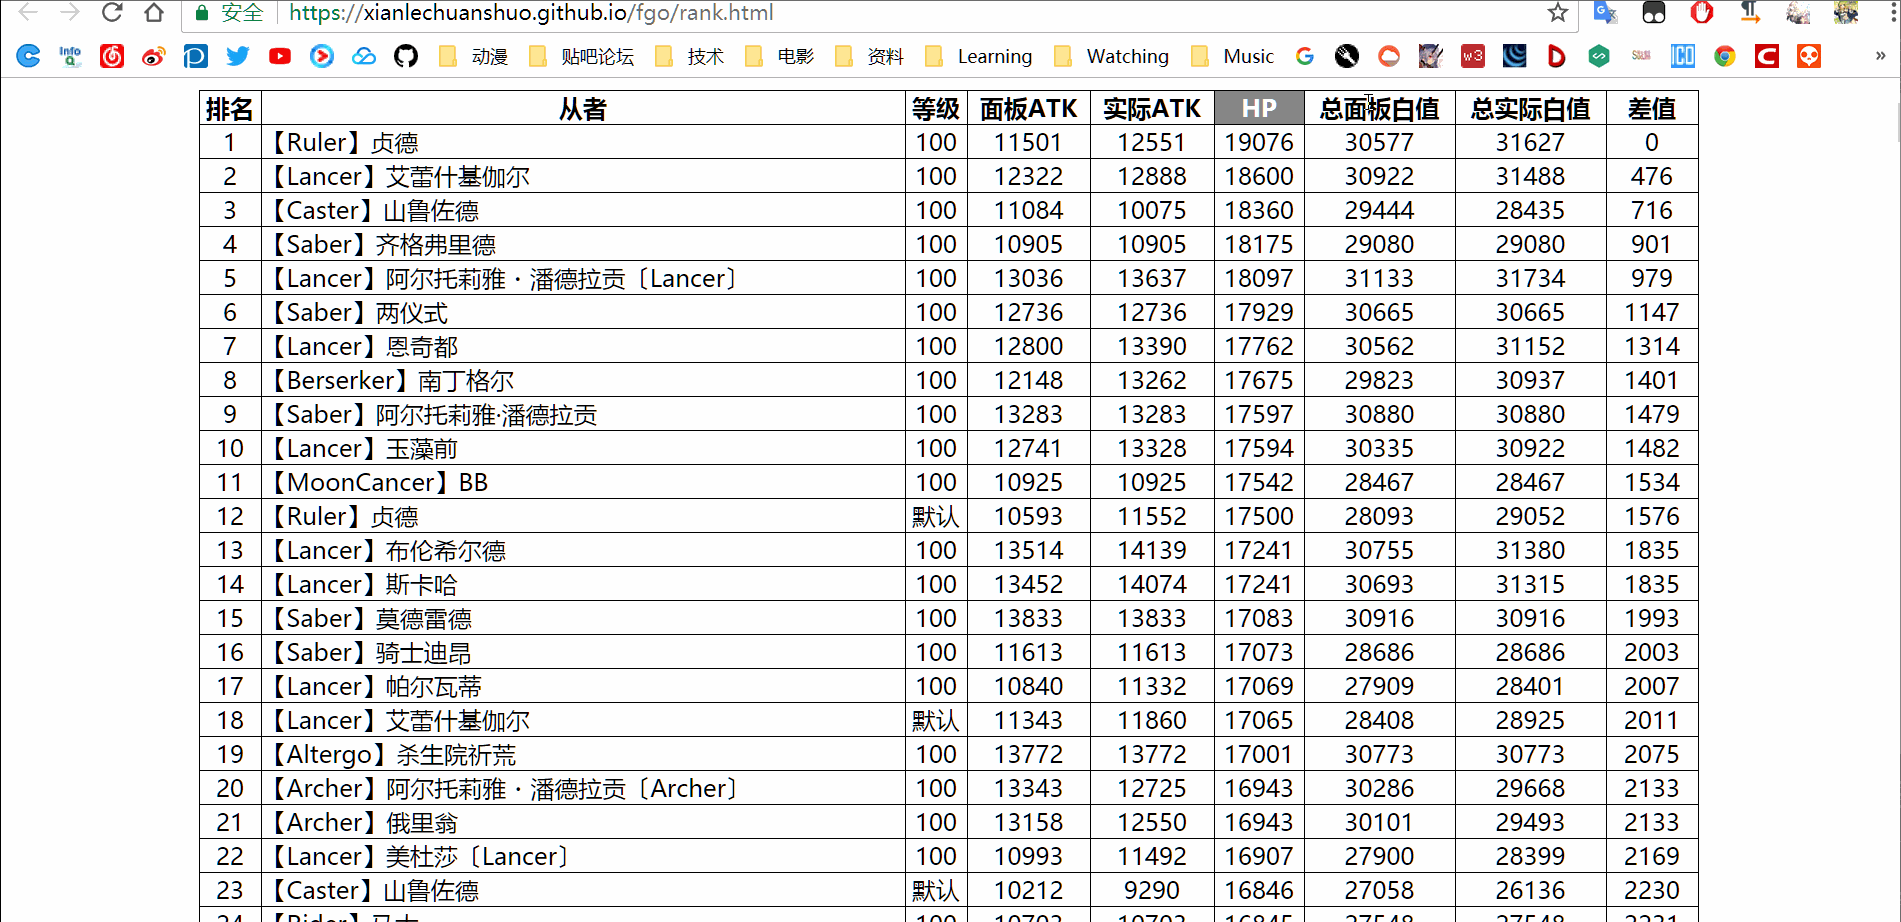 安全 https://xianlechuanshuo.github.io/fgo/rank.html
Info Q 动漫 贴吧论坛 技术 电影 资料 Learning Watching Music w3 ICO »
排名 从者 等级 面板ATK 实际ATK HP 总面板白值 总实际白值 差值
1 【Ruler】贞德 100 11501 12551 19076 30577 31627 0
2 【Lancer】艾蕾什基伽尔 100 12322 12888 18600 30922 31488 476
3 【Caster】山鲁佐德 100 11084 10075 18360 29444 28435 716
4 【Saber】齐格弗里德 100 10905 10905 18175 29080 29080 901
5 【Lancer】阿尔托莉雅・潘德拉贡〔Lancer〕 100 13036 13637 18097 31133 31734 979
6 【Saber】两仪式 100 12736 12736 17929 30665 30665 1147
7 【Lancer】恩奇都 100 12800 13390 17762 30562 31152 1314
8 【Berserker】南丁格尔 100 12148 13262 17675 29823 30937 1401
9 【Saber】阿尔托莉雅·潘德拉贡 100 13283 13283 17597 30880 30880 1479
10 【Lancer】玉藻前 100 12741 13328 17594 30335 30922 1482
11 【MoonCancer】BB 100 10925 10925 17542 28467 28467 1534
12 【Ruler】贞德 默认 10593 11552 17500 28093 29052 1576
13 【Lancer】布伦希尔德 100 13514 14139 17241 30755 31380 1835
14 【Lancer】斯卡哈 100 13452 14074 17241 30693 31315 1835
15 【Saber】莫德雷德 100 13833 13833 17083 30916 30916 1993
16 【Saber】骑士迪昂 100 11613 11613 17073 28686 28686 2003
17 【Lancer】帕尔瓦蒂 100 10840 11332 17069 27909 28401 2007
18 【Lancer】艾蕾什基伽尔 默认 11343 11860 17065 28408 28925 2011
19 【Altergo】杀生院祈荒 100 13772 13772 17001 30773 30773 2075
20 【Archer】阿尔托莉雅・潘德拉贡〔Archer〕 100 13343 12725 16943 30286 29668 2133
21 【Archer】俄里翁 100 13158 12550 16943 30101 29493 2133
22 【Lancer】美杜莎〔Lancer〕 100 10993 11492 16907 27900 28399 2169
23 【Caster】山鲁佐德 默认 10212 9290 16846 27058 26136 2230